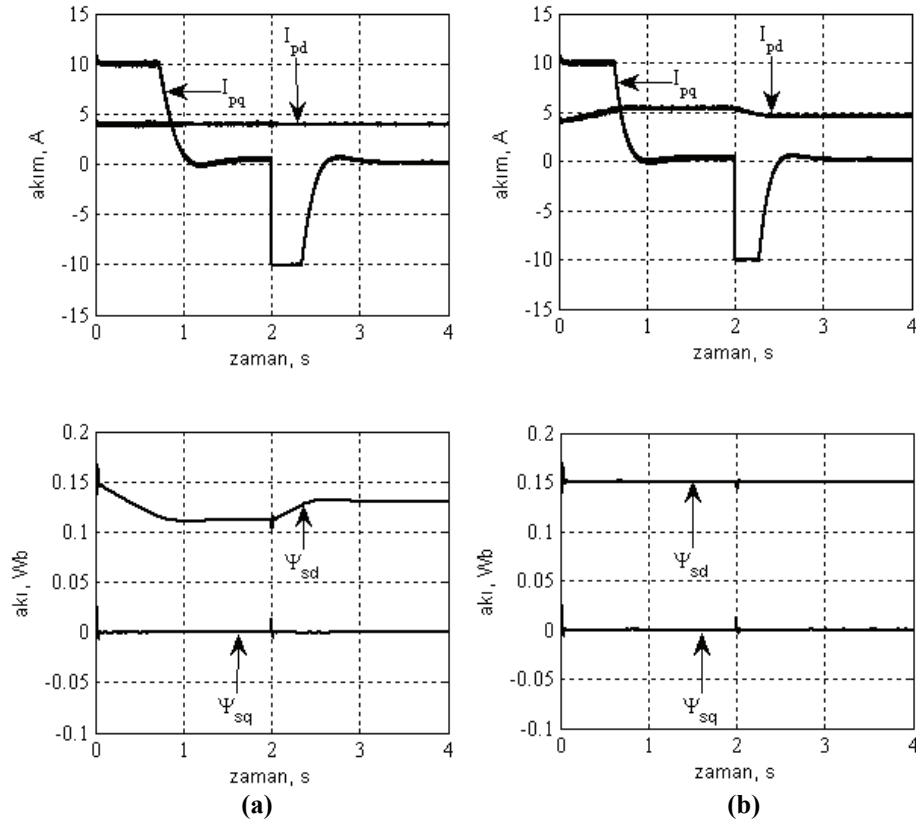 15
10
5
0
-5
-10
-15
akım, A
0
1
2
3
4
zaman, s
I_pd
I_pq
15
10
5
0
-5
-10
-15
akım, A
0
1
2
3
4
zaman, s
I_pd
I_pq
0.2
0.15
0.1
0.05
0
-0.05
-0.1
akı, Wb
0
1
2
3
4
zaman, s
Ψ_sd
Ψ_sq
(a)
0.2
0.15
0.1
0.05
0
-0.05
-0.1
akı, Wb
0
1
2
3
4
zaman, s
Ψ_sd
Ψ_sq
(b)